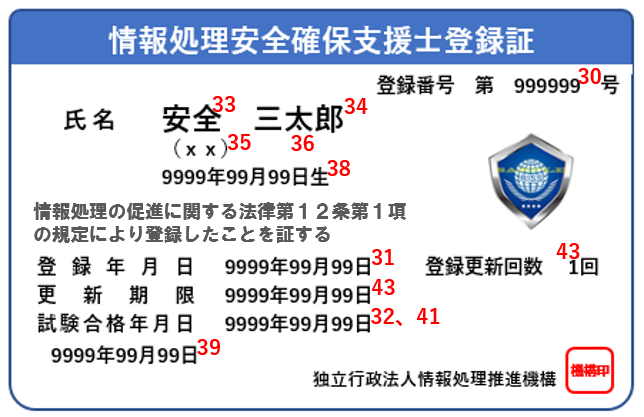 情報処理安全確保支援士登録証
登録番号 第 999999 30 号
氏名 安全 33 三太郎 34
（ｘｘ） 35 36
9999年99月99日生 38
情報処理の促進に関する法律第１２条第１項
の規定により登録したことを証する
登録年月日 9999年99月99日 31 登録更新回数 43 1回
更新期限 9999年99月99日 43
試験合格年月日 9999年99月99日 32、41
9999年99月99日 39
独立行政法人情報処理推進機構 機構印